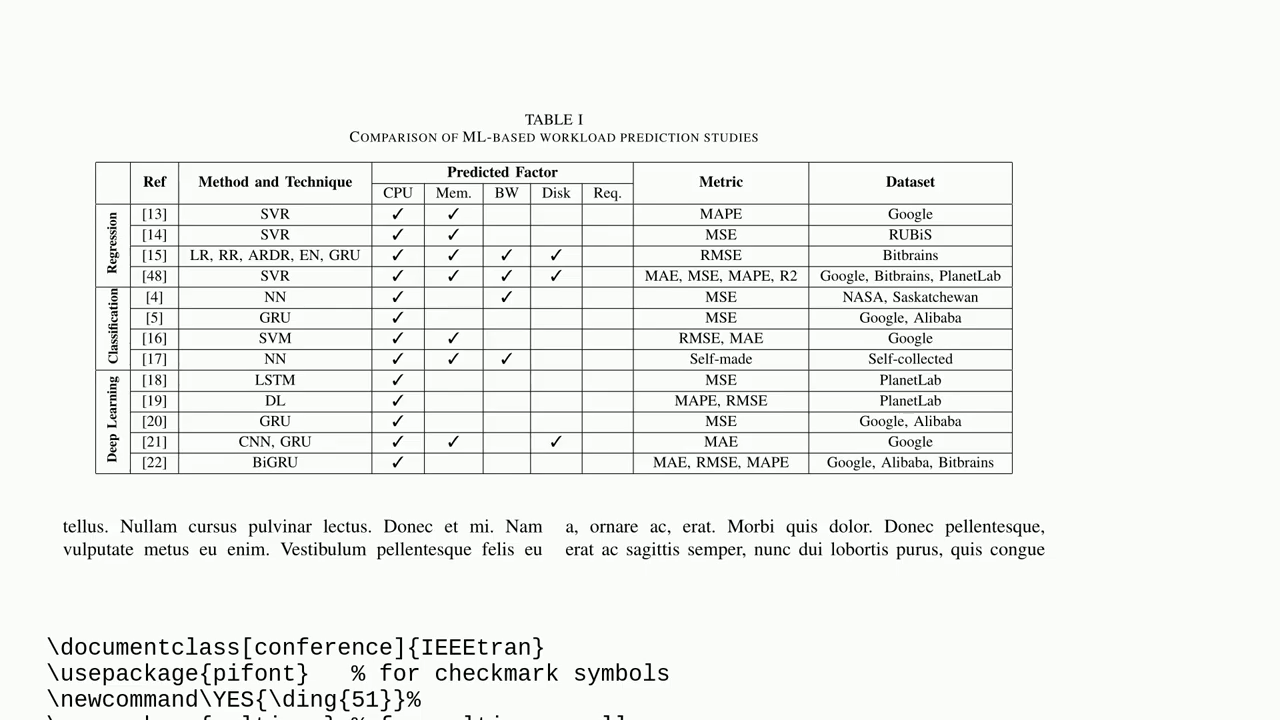 TABLE I
COMPARISON OF ML-BASED WORKLOAD PREDICTION STUDIES
Ref Method and Technique Predicted Factor Metric Dataset
CPU Mem. BW Disk Req.
Regression
[13] SVR ✓ ✓ MAPE Google
[14] SVR ✓ ✓ MSE RUBiS
[15] LR, RR, ARDR, EN, GRU ✓ ✓ ✓ ✓ RMSE Bitbrains
[48] SVR ✓ ✓ ✓ ✓ MAE, MSE, MAPE, R2 Google, Bitbrains, PlanetLab
Classification
[4] NN ✓ ✓ MSE NASA, Saskatchewan
[5] GRU ✓ MSE Google, Alibaba
[16] SVM ✓ ✓ RMSE, MAE Google
[17] NN ✓ ✓ ✓ Self-made Self-collected
Deep Learning
[18] LSTM ✓ MSE PlanetLab
[19] DL ✓ MAPE, RMSE PlanetLab
[20] GRU ✓ MSE Google, Alibaba
[21] CNN, GRU ✓ ✓ ✓ MAE Google
[22] BiGRU ✓ MAE, RMSE, MAPE Google, Alibaba, Bitbrains
tellus. Nullam cursus pulvinar lectus. Donec et mi. Nam
vulputate metus eu enim. Vestibulum pellentesque felis eu
a, ornare ac, erat. Morbi quis dolor. Donec pellentesque,
erat ac sagittis semper, nunc dui lobortis purus, quis congue
\documentclass[conference]{IEEEtran}
\usepackage{pifont} % for checkmark symbols
\newcommand\YES{\ding{51}}%